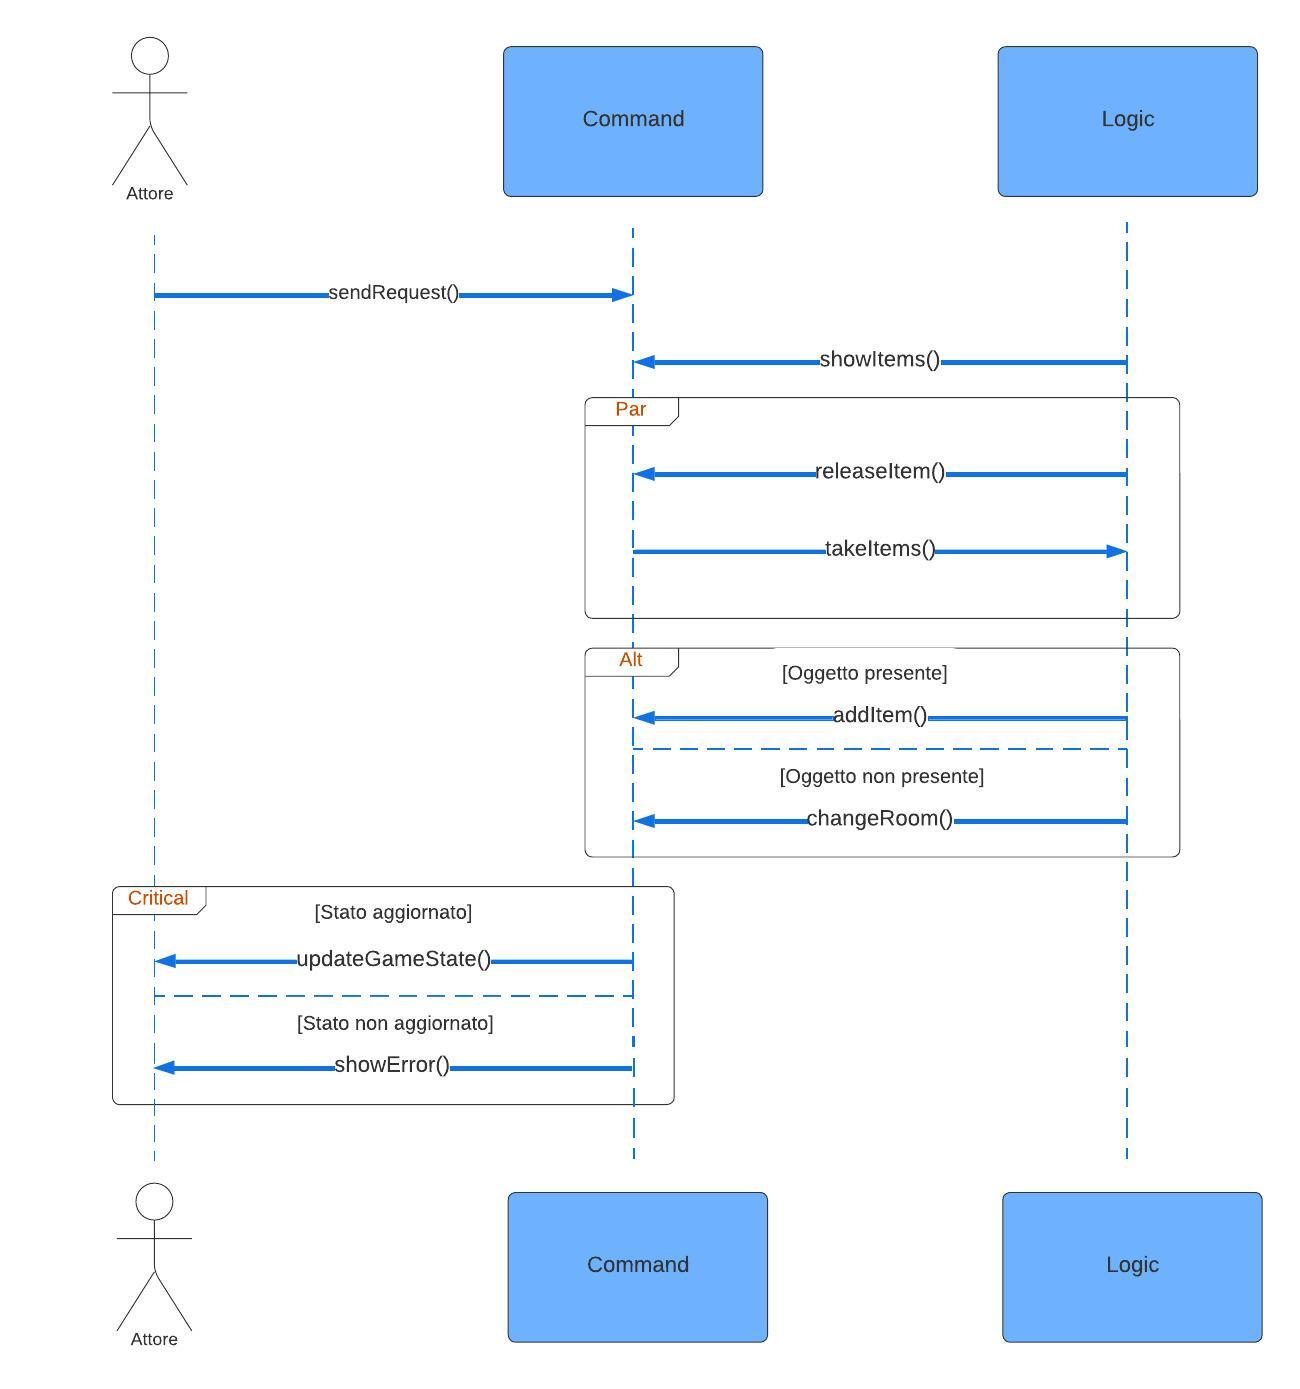 Attore
Command
Logic
sendRequest()
showItems()
Par
releaseItem()
takeItems()
Alt
[Oggetto presente]
addItem()
[Oggetto non presente]
changeRoom()
Critical
[Stato aggiornato]
updateGameState()
[Stato non aggiornato]
showError()
Attore
Command
Logic